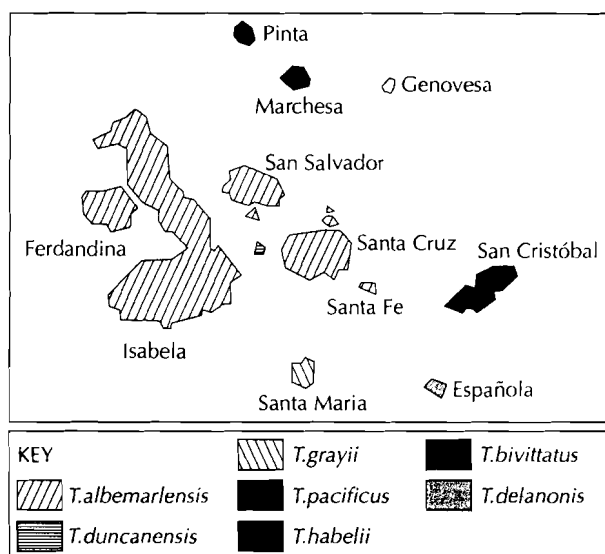 Pinta
Marchesa
Genovesa
San Salvador
Ferdandina
Santa Cruz
San Cristóbal
Santa Fe
Isabela
Santa Maria
Española
KEY
T.grayii
T.bivittatus
T.albemarlensis
T.pacificus
T.delanonis
T.duncanensis
T.habelii